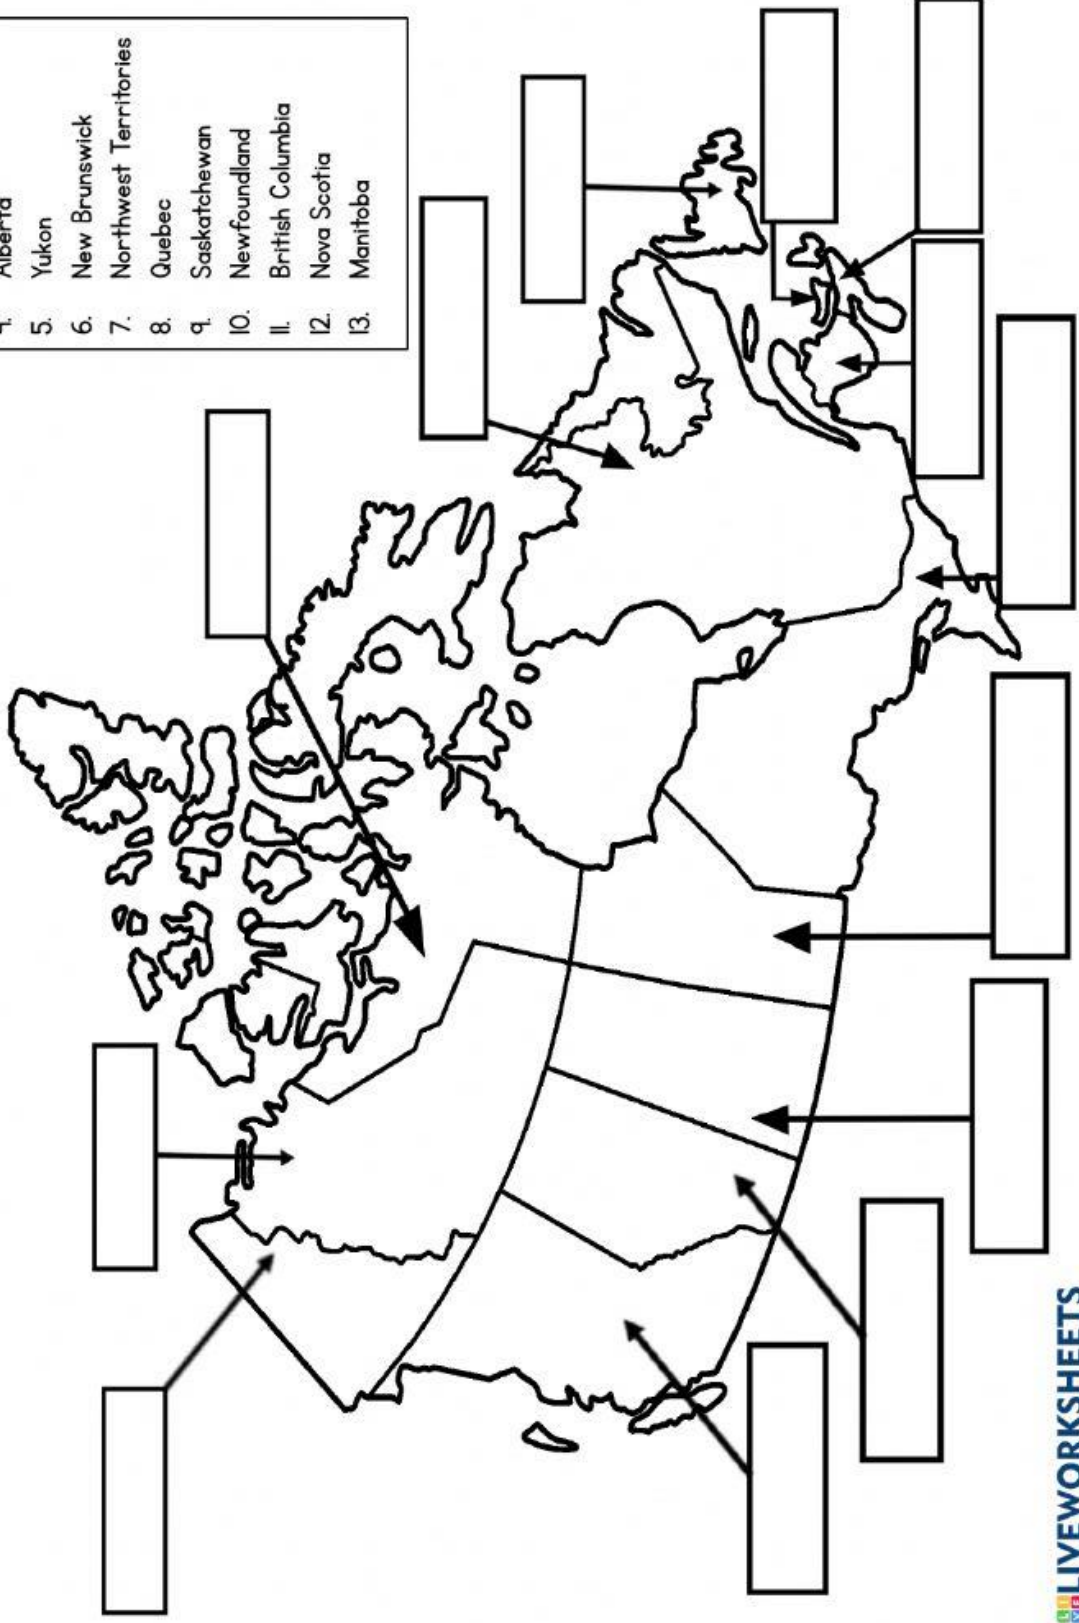 4. Alberta
5. Yukon
6. New Brunswick
7. Northwest Territories
8. Quebec
9. Saskatchewan
10. Newfoundland
11. British Columbia
12. Nova Scotia
13. Manitoba
LIVEWORKSHEETS